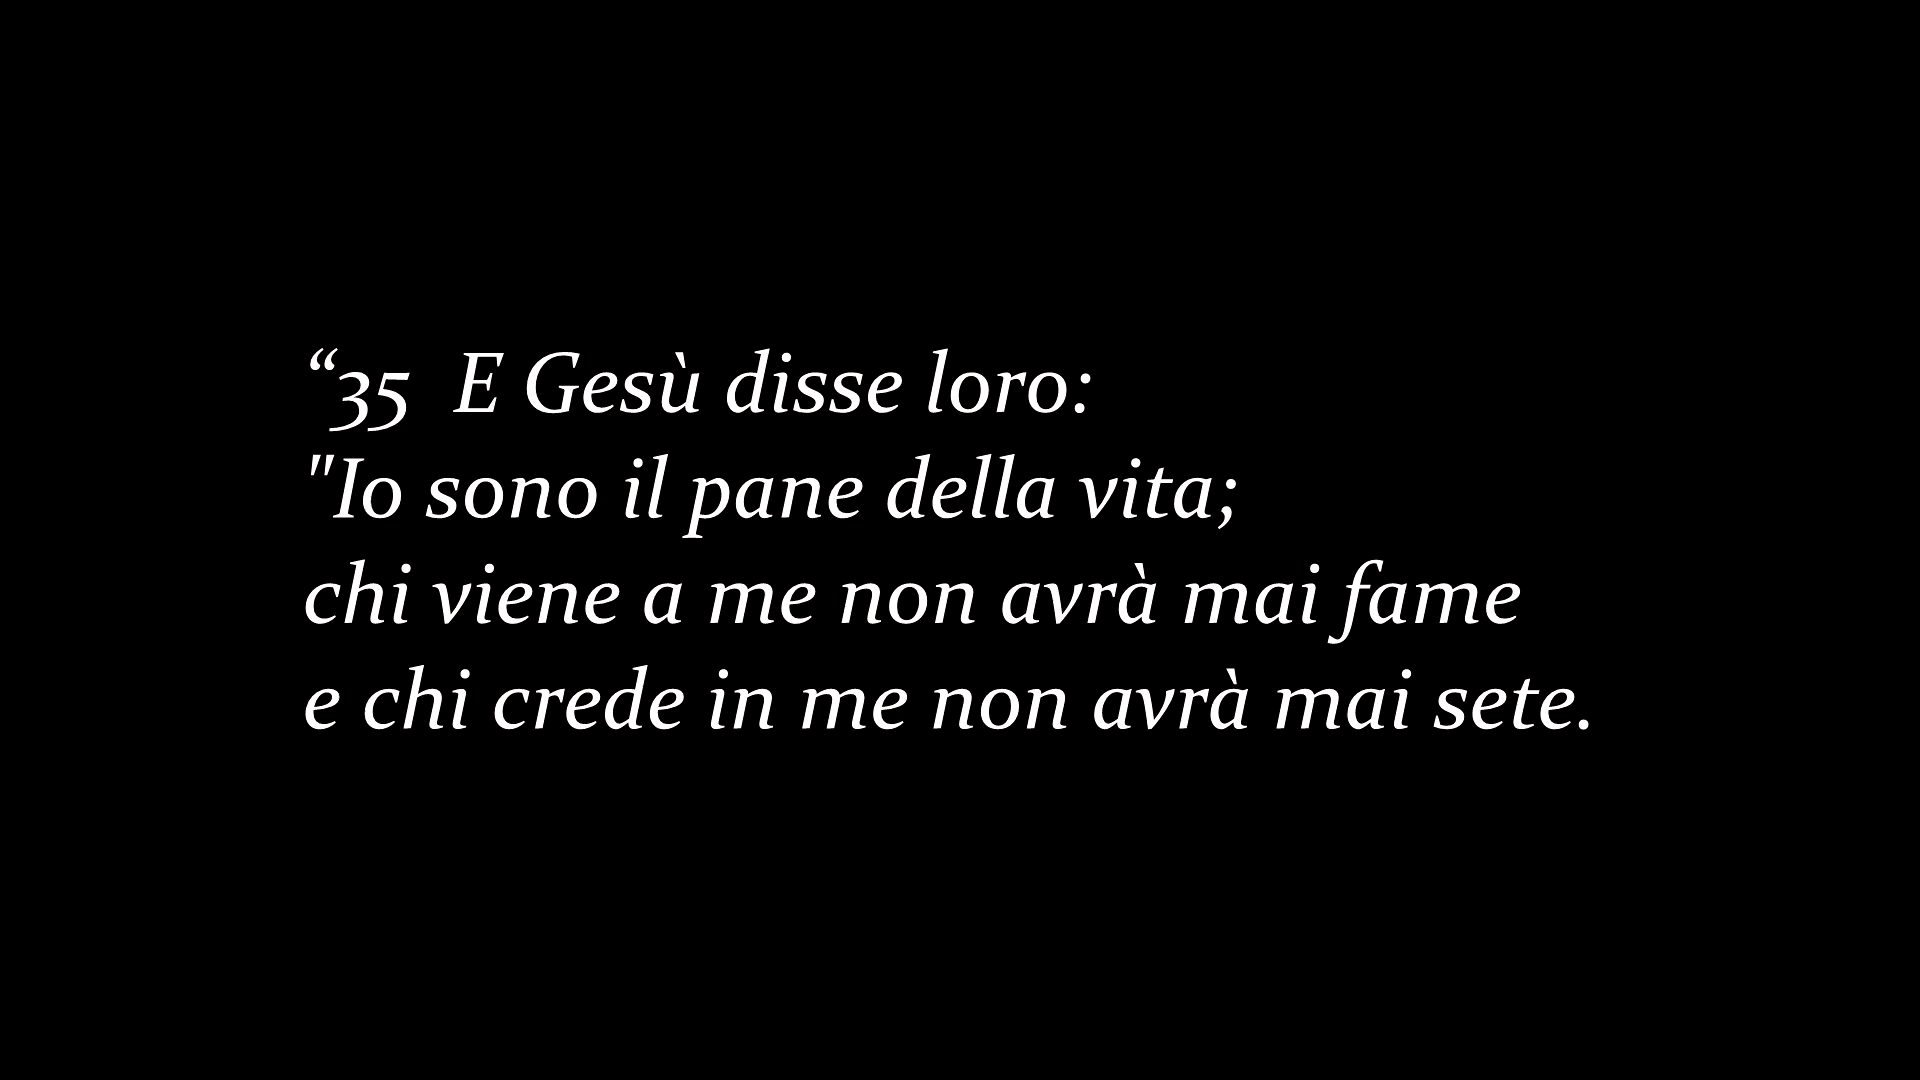 “35  E Gesù disse loro:
"Io sono il pane della vita;
chi viene a me non avrà mai fame
e chi crede in me non avrà mai sete.